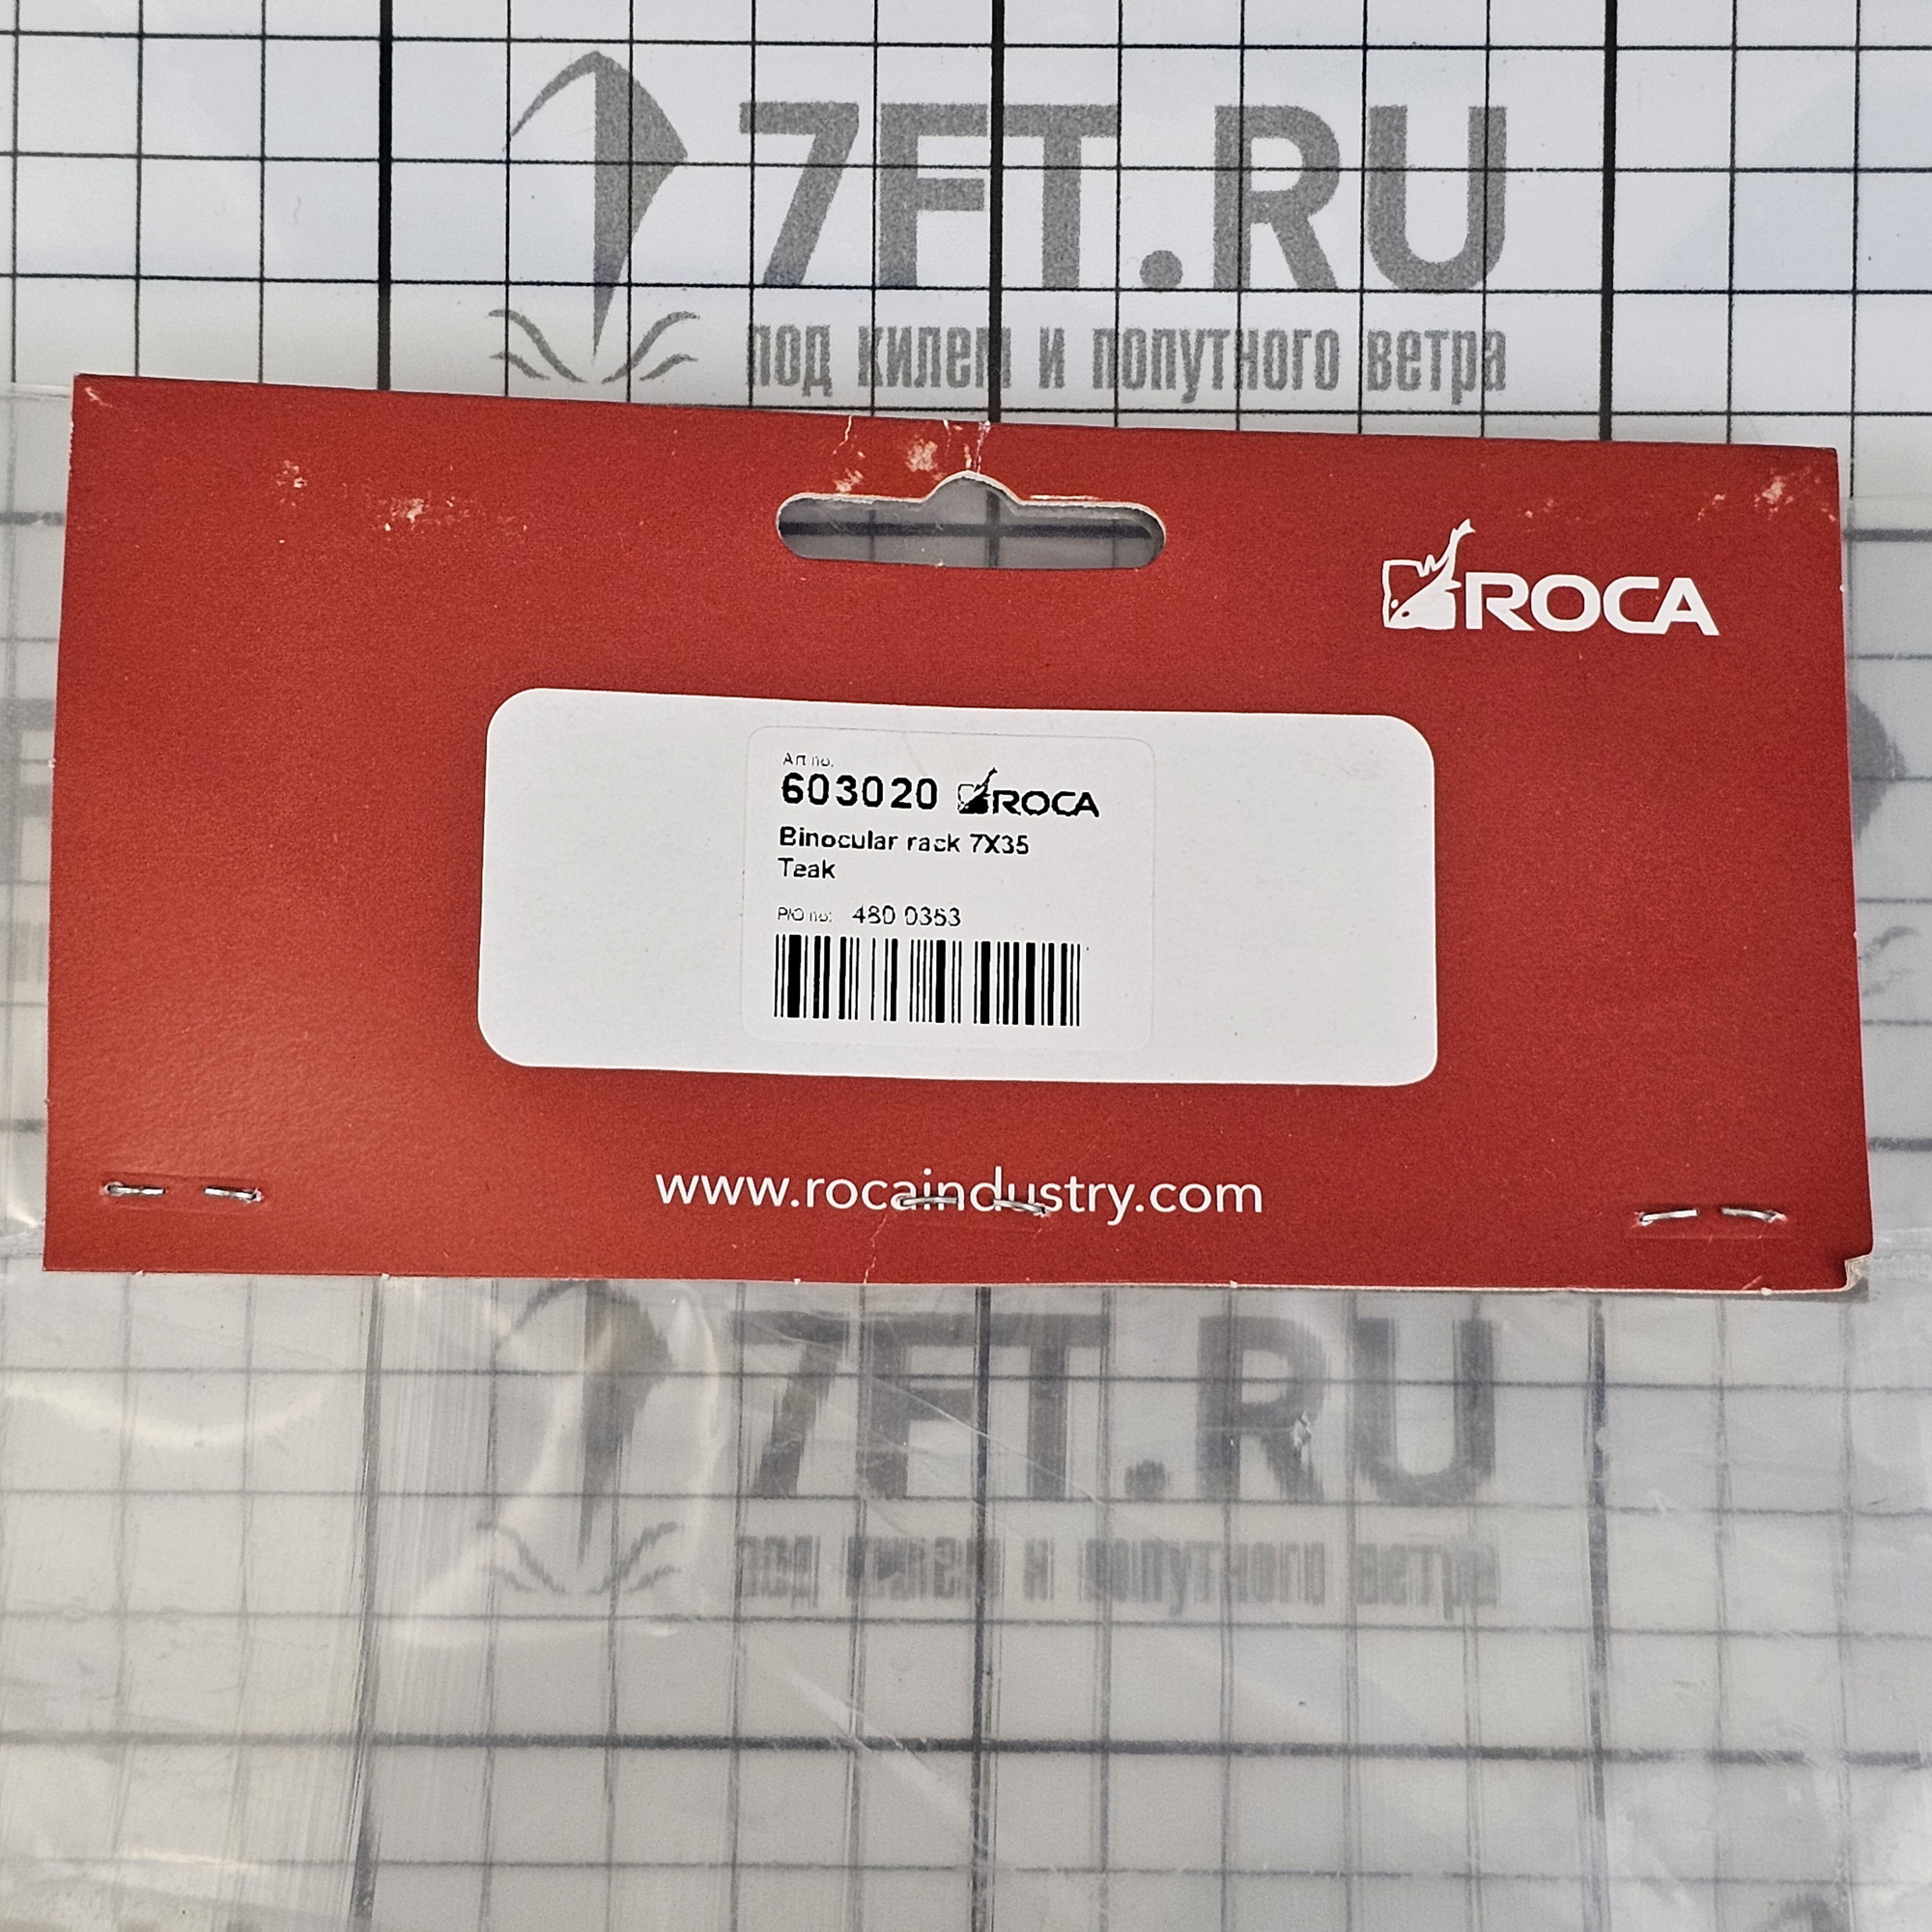 7FT.RU
под килем и попутного ветра
ROCA
Art no.
603020 ROCA
Binocular rack 7X35
Teak
P/O no: 480 0353
www.rocaindustry.com
7FT.RU
под килем и попутного ветра